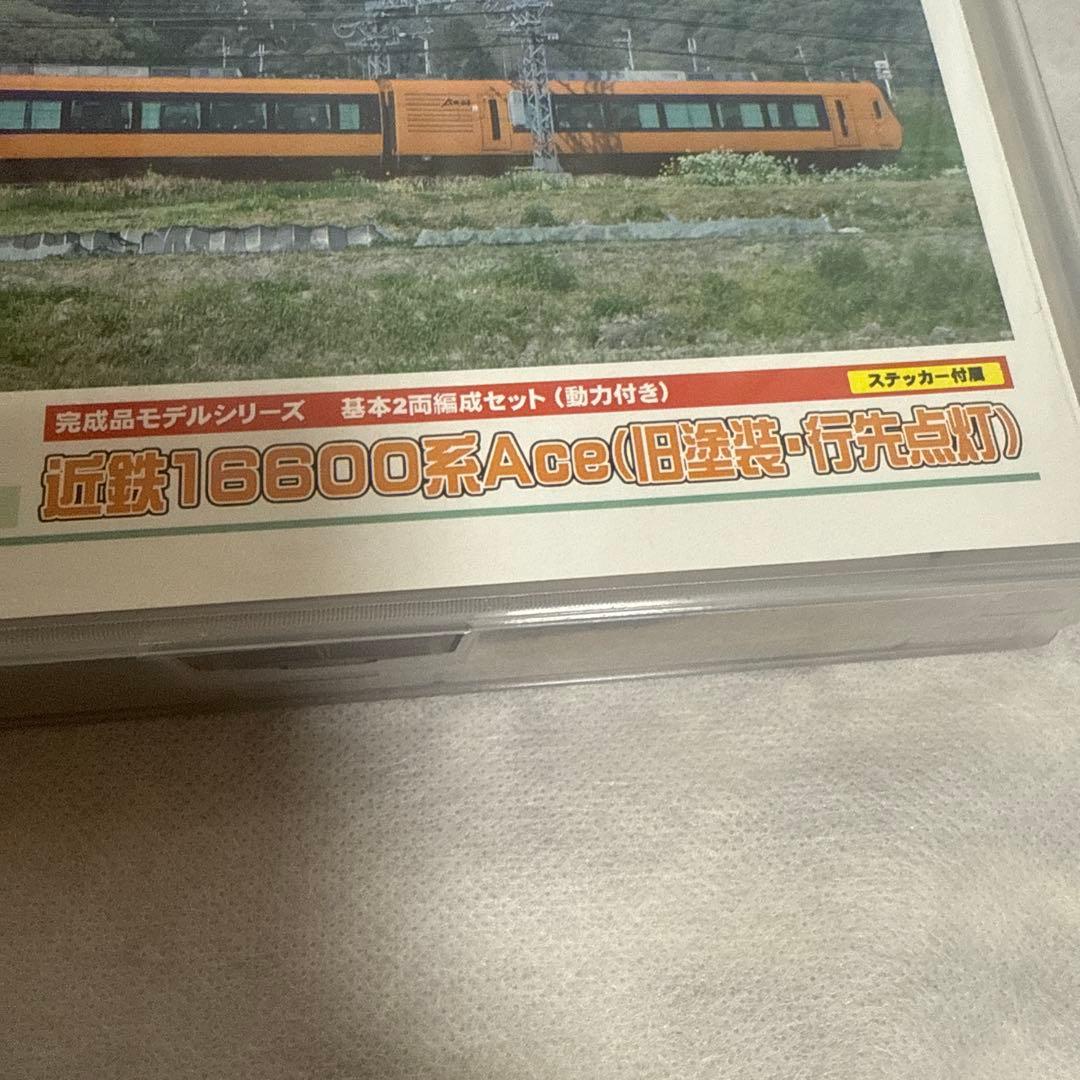 完成品モデルシリーズ 基本2両編成セット（動力付き） ステッカー付属
近鉄16600系Ace（旧塗装・行先点灯）